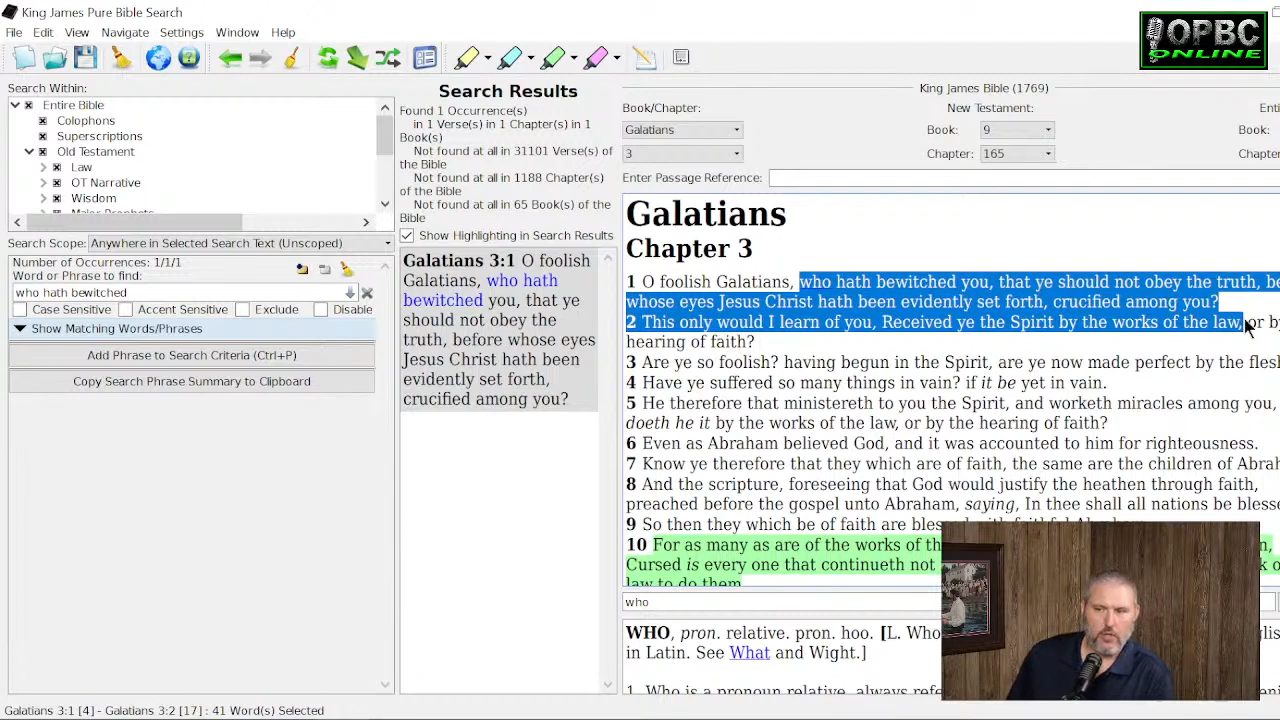 King James Pure Bible Search
File Edit View Navigate Settings Window Help
OPBC
ONLINE
Search Within:
Entire Bible
Colophons
Superscriptions
Old Testament
Law
OT Narrative
Wisdom
Major Prophets
Search Scope: Anywhere in Selected Search Text (Unscoped)
Number of Occurrences: 1/1/1
Word or Phrase to find:
who hath bewitched
Case Sensitive Accent Sensitive Exclude Disable
Show Matching Words/Phrases
Add Phrase to Search Criteria (Ctrl+P)
Copy Search Phrase Summary to Clipboard
Search Results
Found 1 Occurrence(s)
in 1 Verse(s) in 1 Chapter(s) in 1
Book(s)
Not found at all in 31101 Verse(s) of
the Bible
Not found at all in 1188 Chapter(s)
of the Bible
Not found at all in 65 Book(s) of the
Bible
Show Highlighting in Search Results
Galatians 3:1 O foolish
Galatians, who hath
bewitched you, that ye
should not obey the
truth, before whose eyes
Jesus Christ hath been
evidently set forth,
crucified among you?
King James Bible (1769)
Book/Chapter: New Testament: Enti
Galatians Book: 9 Book:
3 Chapter: 165 Chapte
Enter Passage Reference:
Galatians
Chapter 3
1 O foolish Galatians, who hath bewitched you, that ye should not obey the truth, be
whose eyes Jesus Christ hath been evidently set forth, crucified among you?
2 This only would I learn of you, Received ye the Spirit by the works of the law, or by
hearing of faith?
3 Are ye so foolish? having begun in the Spirit, are ye now made perfect by the flesh
4 Have ye suffered so many things in vain? if it be yet in vain.
5 He therefore that ministereth to you the Spirit, and worketh miracles among you,
doeth he it by the works of the law, or by the hearing of faith?
6 Even as Abraham believed God, and it was accounted to him for righteousness.
7 Know ye therefore that they which are of faith, the same are the children of Abrah
8 And the scripture, foreseeing that God would justify the heathen through faith,
preached before the gospel unto Abraham, saying, In thee shall all nations be blesse
9 So then they which be of faith are blessed with faithful
10 For as many as are of the works of th
Cursed is every one that continueth not
law to do them
who
WHO, pron. relative. pron. hoo. [L. Who
in Latin. See What and Wight.]
1. Who is a pronoun relative, always refe
Galatians 3:1 [4] - Galatians 3:2 [17] : 41 Word(s) Selected